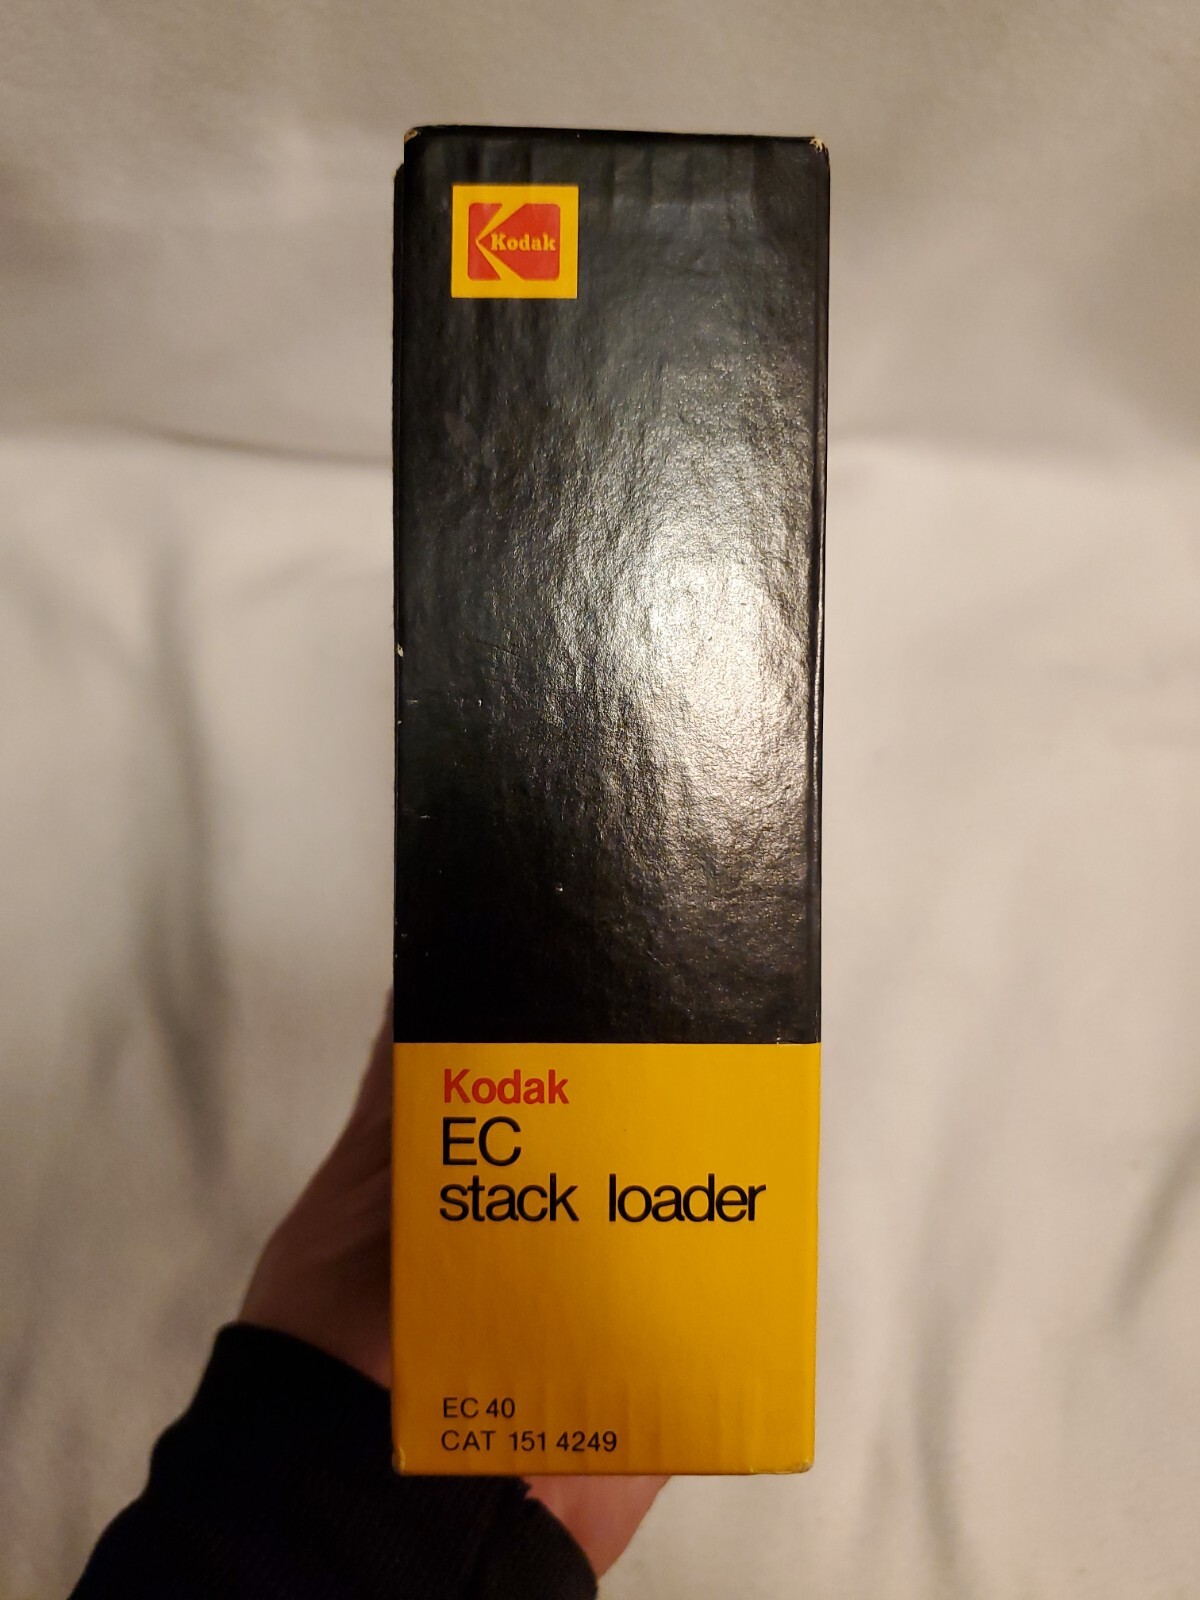 Kodak
Kodak
EC
stack loader
EC 40
CAT 151 4249